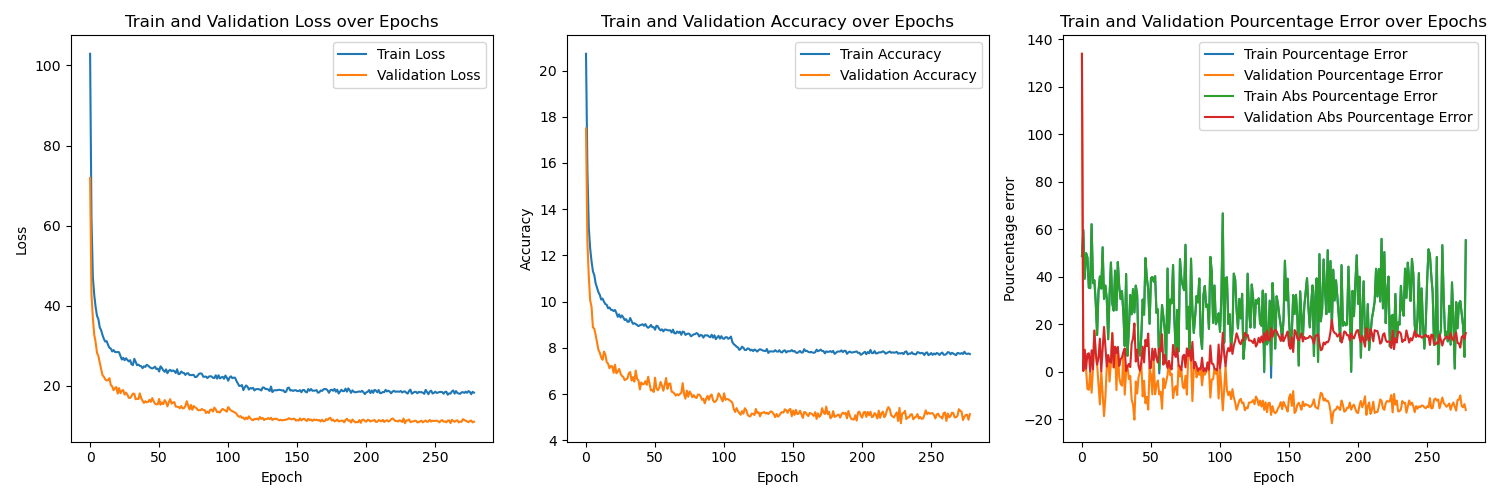 Train and Validation Loss over Epochs
Train Loss
Validation Loss
100
80
60
40
20
Loss
0
50
100
150
200
250
Epoch
Train and Validation Accuracy over Epochs
Train Accuracy
Validation Accuracy
20
18
16
14
12
10
8
6
4
Accuracy
0
50
100
150
200
250
Epoch
Train and Validation Pourcentage Error over Epochs
Train Pourcentage Error
Validation Pourcentage Error
Train Abs Pourcentage Error
Validation Abs Pourcentage Error
140
120
100
80
60
40
20
0
−20
Pourcentage error
0
50
100
150
200
250
Epoch